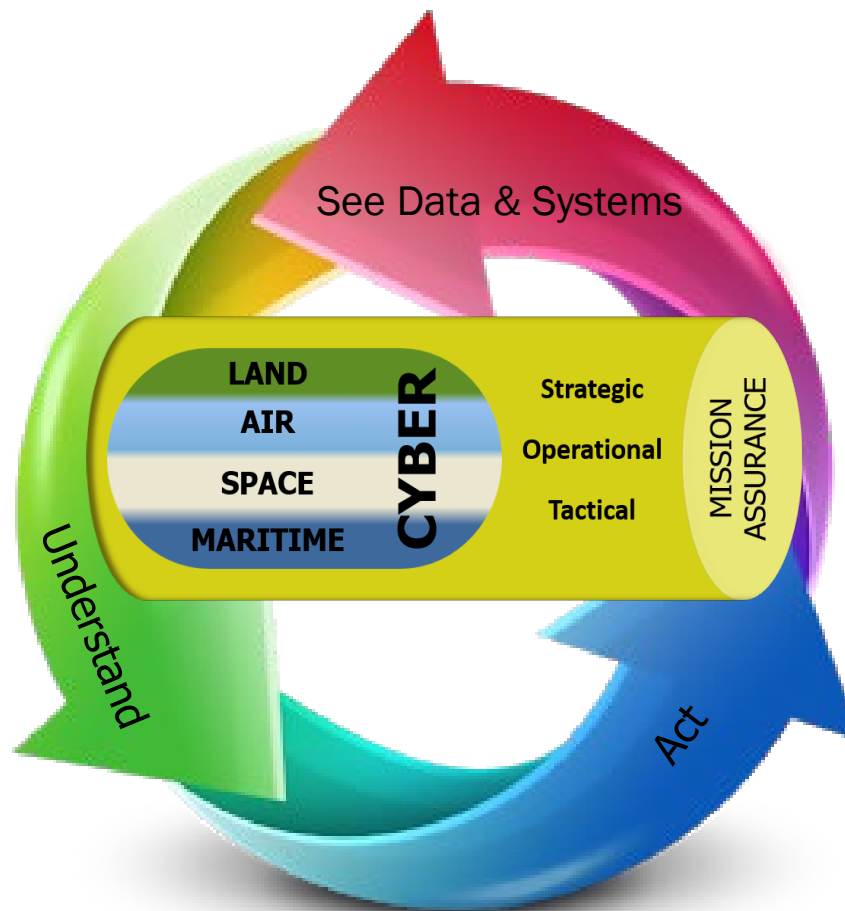 See Data & Systems
LAND
AIR
SPACE
MARITIME
CYBER
Strategic
Operational
Tactical
MISSION
ASSURANCE
Understand
Act